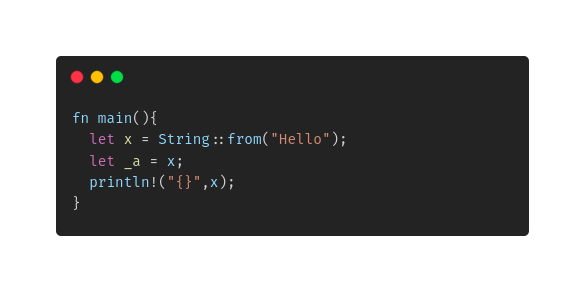 fn main(){
  let x = String::from("Hello");
  let _a = x;
  println!("{}",x);
}